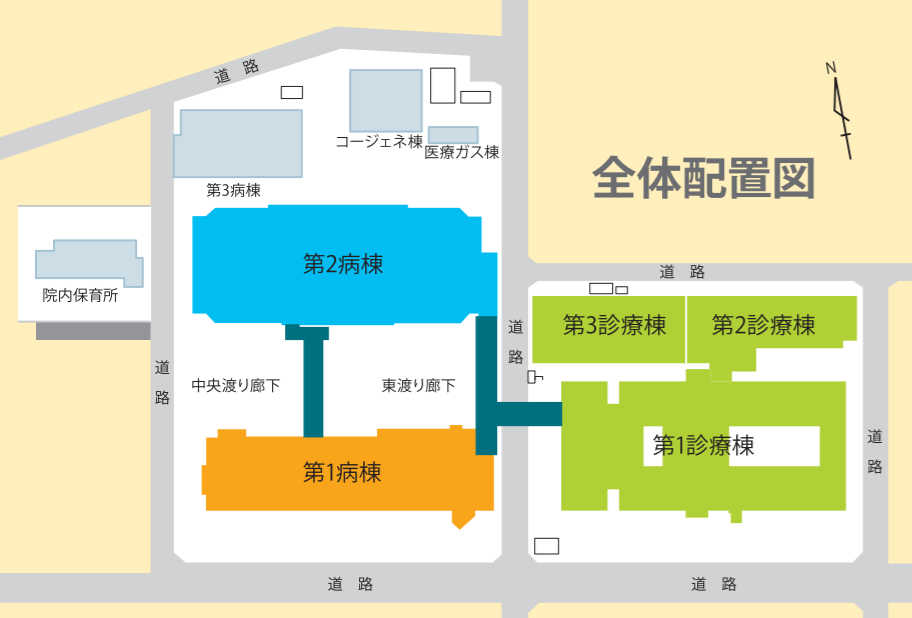 道 路
N
コージェネ棟
医療ガス棟
全体配置図
第3病棟
第2病棟
道 路
院内保育所
第3診療棟
第2診療棟
道
路
道
路
中央渡り廊下
東渡り廊下
第1病棟
第1診療棟
道
路
道 路
道 路